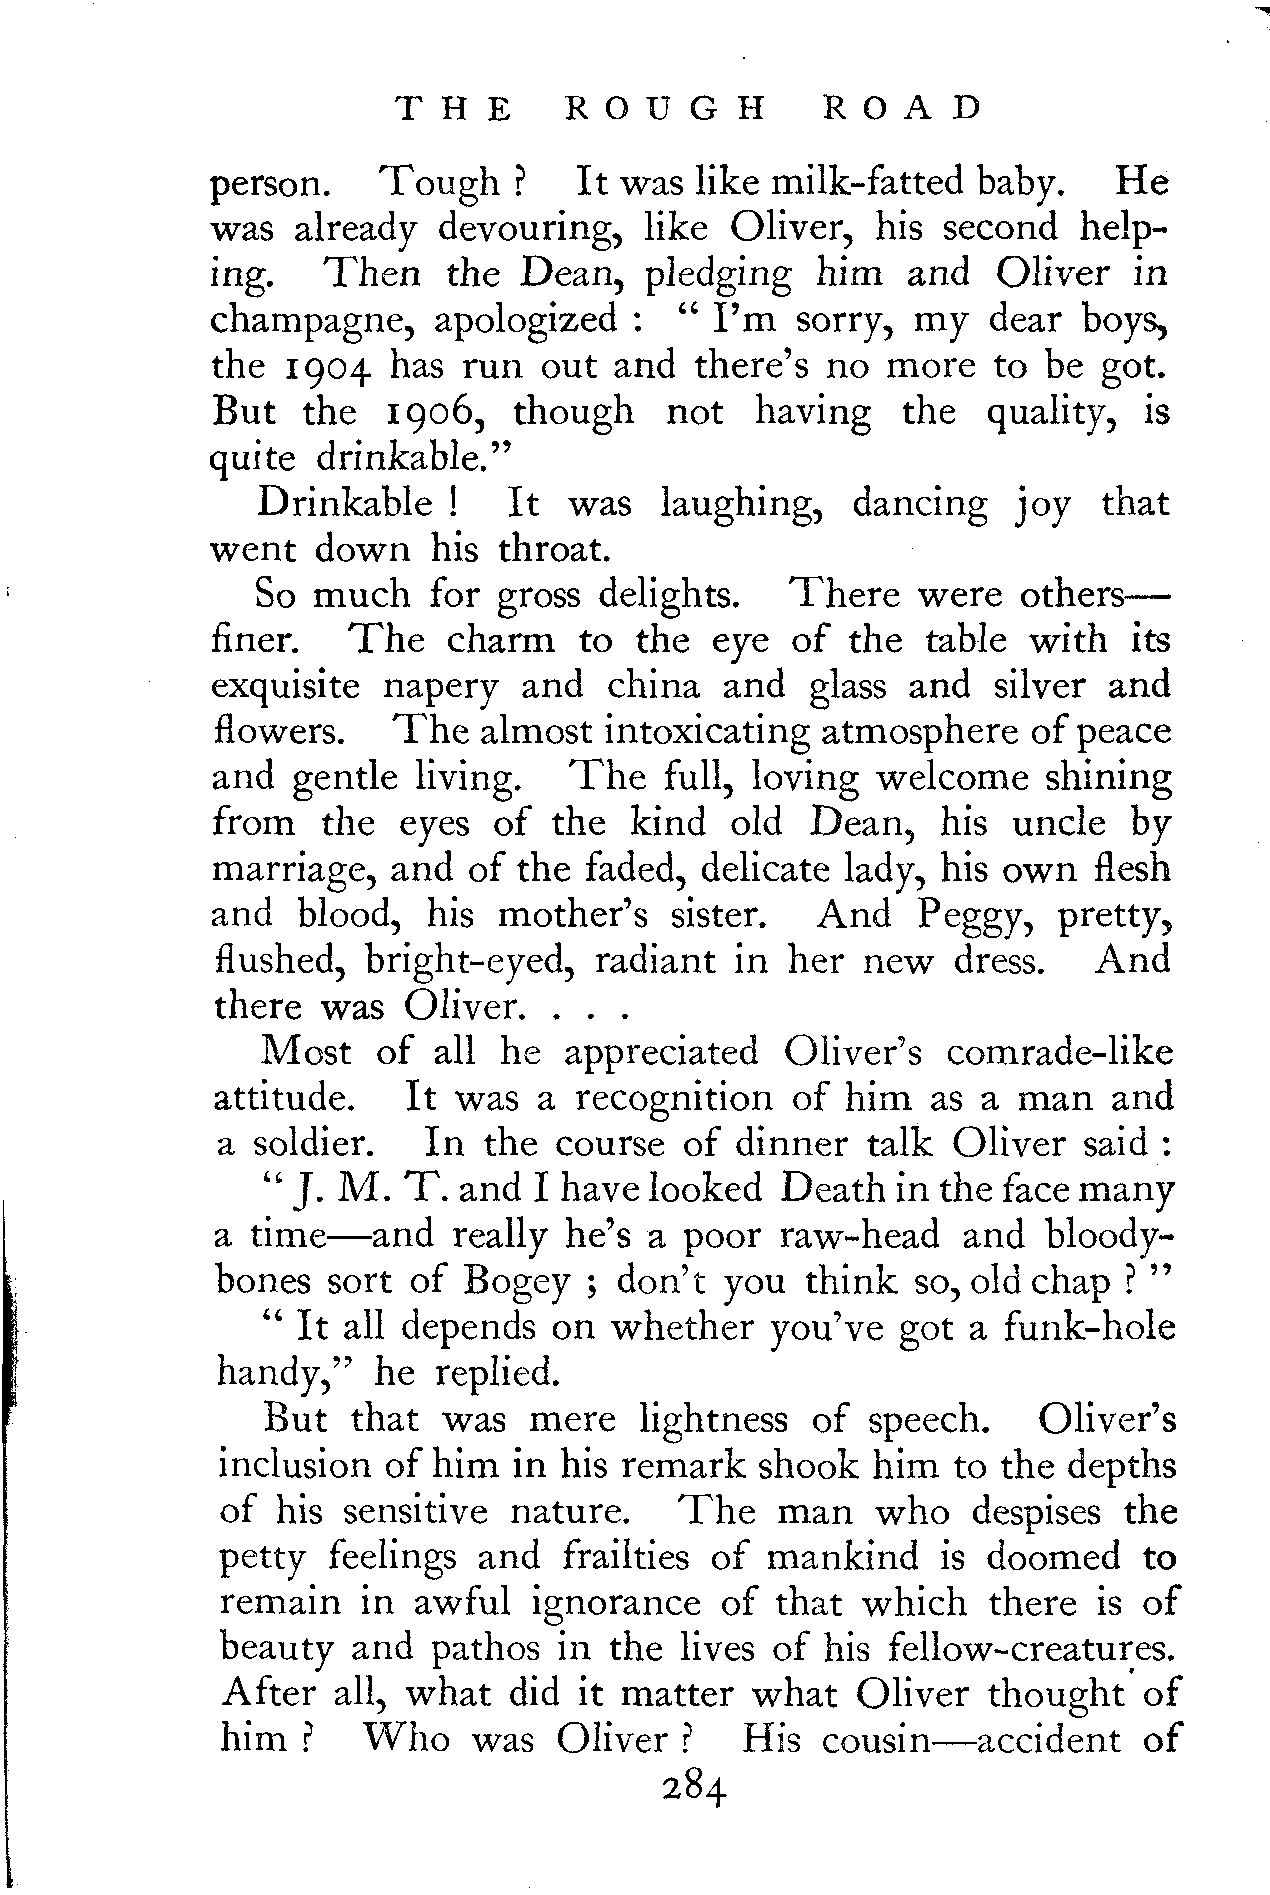 THE ROUGH ROAD
person. Tough ? It was like milk-fatted baby. He
was already devouring, like Oliver, his second help-
ing. Then the Dean, pledging him and Oliver in
champagne, apologized : “ I’m sorry, my dear boys,
the 1904 has run out and there’s no more to be got.
But the 1906, though not having the quality, is
quite drinkable.”
Drinkable ! It was laughing, dancing joy that
went down his throat.
So much for gross delights. There were others—
finer. The charm to the eye of the table with its
exquisite napery and china and glass and silver and
flowers. The almost intoxicating atmosphere of peace
and gentle living. The full, loving welcome shining
from the eyes of the kind old Dean, his uncle by
marriage, and of the faded, delicate lady, his own flesh
and blood, his mother’s sister. And Peggy, pretty,
flushed, bright-eyed, radiant in her new dress. And
there was Oliver. . . .
Most of all he appreciated Oliver’s comrade-like
attitude. It was a recognition of him as a man and
a soldier. In the course of dinner talk Oliver said :
“ J. M. T. and I have looked Death in the face many
a time—and really he’s a poor raw-head and bloody-
bones sort of Bogey ; don’t you think so, old chap ? ”
“ It all depends on whether you’ve got a funk-hole
handy,” he replied.
But that was mere lightness of speech. Oliver’s
inclusion of him in his remark shook him to the depths
of his sensitive nature. The man who despises the
petty feelings and frailties of mankind is doomed to
remain in awful ignorance of that which there is of
beauty and pathos in the lives of his fellow-creatures.
After all, what did it matter what Oliver thought of
him ? Who was Oliver ? His cousin—accident of
284